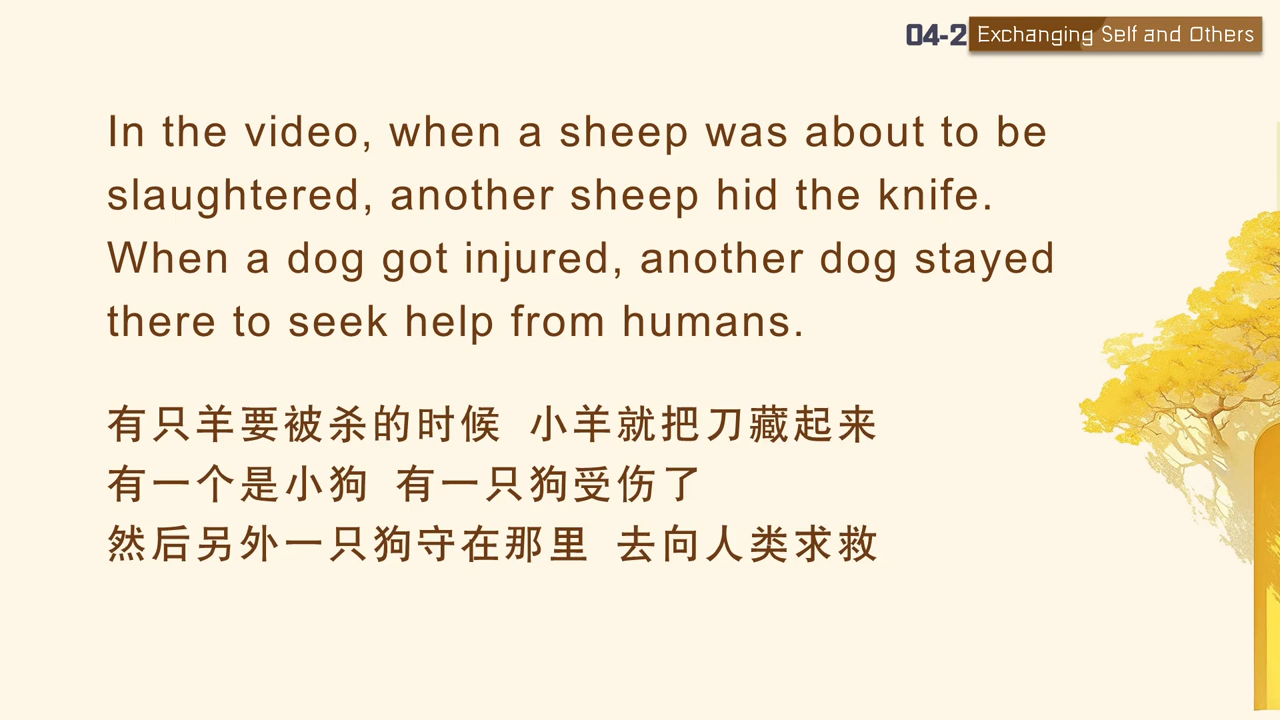 04-2 Exchanging Self and Others
In the video, when a sheep was about to be
slaughtered, another sheep hid the knife.
When a dog got injured, another dog stayed
there to seek help from humans.
有只羊要被杀的时候 小羊就把刀藏起来
有一个是小狗 有一只狗受伤了
然后另外一只狗守在那里 去向人类求救